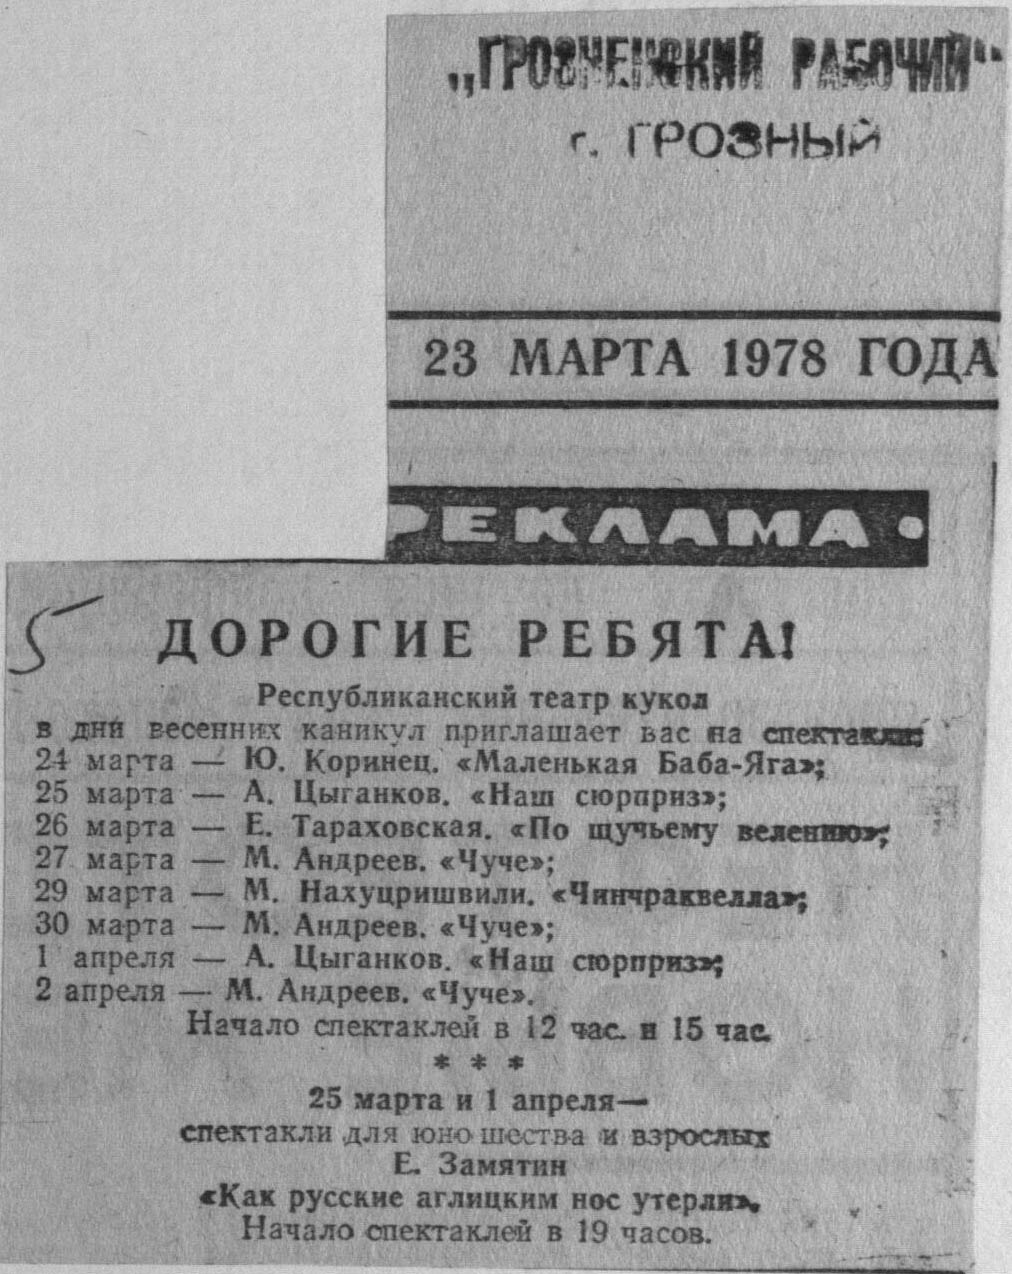 „ГРОЗНЕНСКИЙ РАБОЧИЙ“
г. ГРОЗНЫЙ
23 МАРТА 1978 ГОДА
РЕКЛАМА •
5
ДОРОГИЕ РЕБЯТА!
Республиканский театр кукол
в дни весенних каникул приглашает вас на спектакли:
24 марта — Ю. Коринец. «Маленькая Баба-Яга»;
25 марта — А. Цыганков. «Наш сюрприз»;
26 марта — Е. Тараховская. «По щучьему велению»;
27 марта — М. Андреев. «Чуче»;
29 марта — М. Нахуцришвили. «Чинчраквелла»;
30 марта — М. Андреев. «Чуче»;
1 апреля — А. Цыганков. «Наш сюрприз»;
2 апреля — М. Андреев. «Чуче».
Начало спектаклей в 12 час. и 15 час.
* * *
25 марта и 1 апреля—
спектакли для юношества и взрослых
Е. Замятин
«Как русские аглицким нос утерли».
Начало спектаклей в 19 часов.